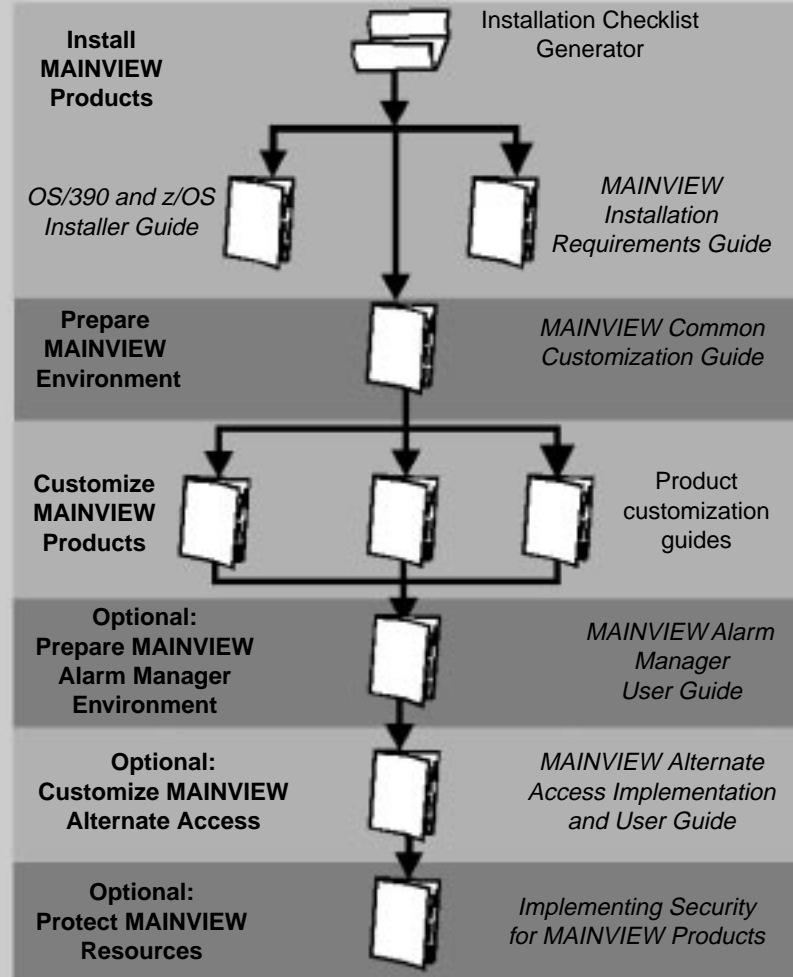 Install
MAINVIEW
Products
Installation Checklist
Generator
OS/390 and z/OS
Installer Guide
MAINVIEW
Installation
Requirements Guide
Prepare
MAINVIEW
Environment
MAINVIEW Common
Customization Guide
Customize
MAINVIEW
Products
Product
customization
guides
Optional:
Prepare MAINVIEW
Alarm Manager
Environment
MAINVIEW Alarm
Manager
User Guide
Optional:
Customize MAINVIEW
Alternate Access
MAINVIEW Alternate
Access Implementation
and User Guide
Optional:
Protect MAINVIEW
Resources
Implementing Security
for MAINVIEW Products